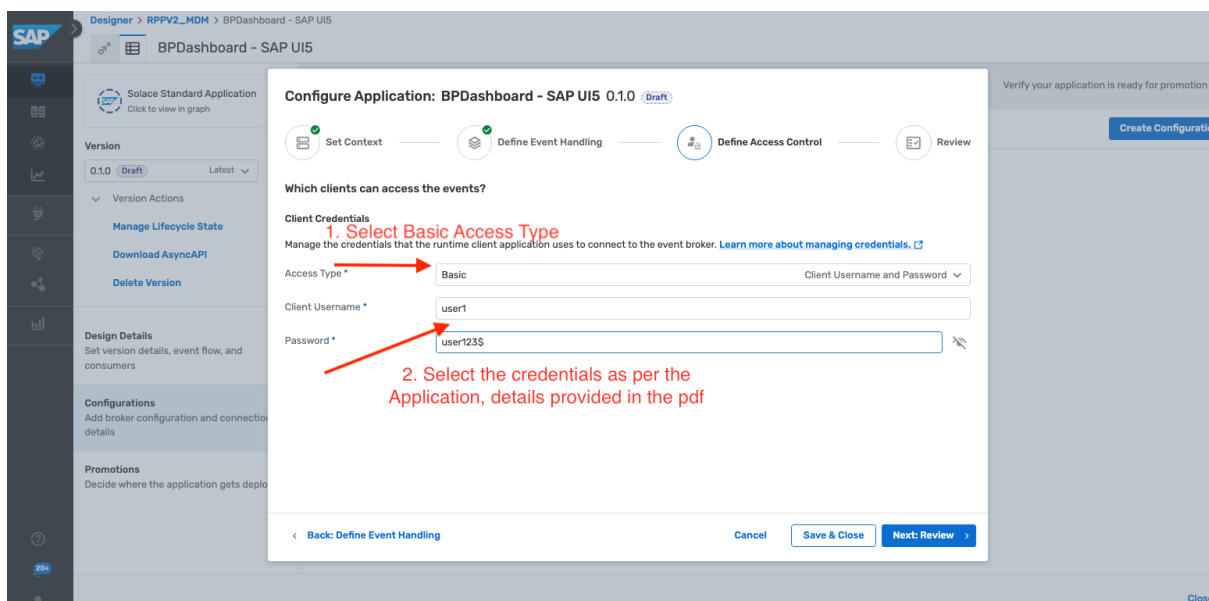 SAP
Designer > RPPV2_MDM > BPDashboard - SAP UI5
BPDashboard - SAP UI5
Solace Standard Application
Click to view in graph
Version
0.1.0 Draft Latest
Version Actions
Manage Lifecycle State
Download AsyncAPI
Delete Version
Design Details
Set version details, event flow, and
consumers
Configurations
Add broker configuration and connection
details
Promotions
Decide where the application gets deplo
20+
Configure Application: BPDashboard - SAP UI5 0.1.0 Draft
Set Context
Define Event Handling
Define Access Control
Review
Which clients can access the events?
Client Credentials
1. Select Basic Access Type
Manage the credentials that the runtime client application uses to connect to the event broker. Learn more about managing credentials.
Access Type * Basic Client Username and Password
Client Username * user1
Password * user123$
2. Select the credentials as per the
Application, details provided in the pdf
< Back: Define Event Handling
Cancel
Save & Close
Next: Review >
Verify your application is ready for promotion
Create Configurati
Close